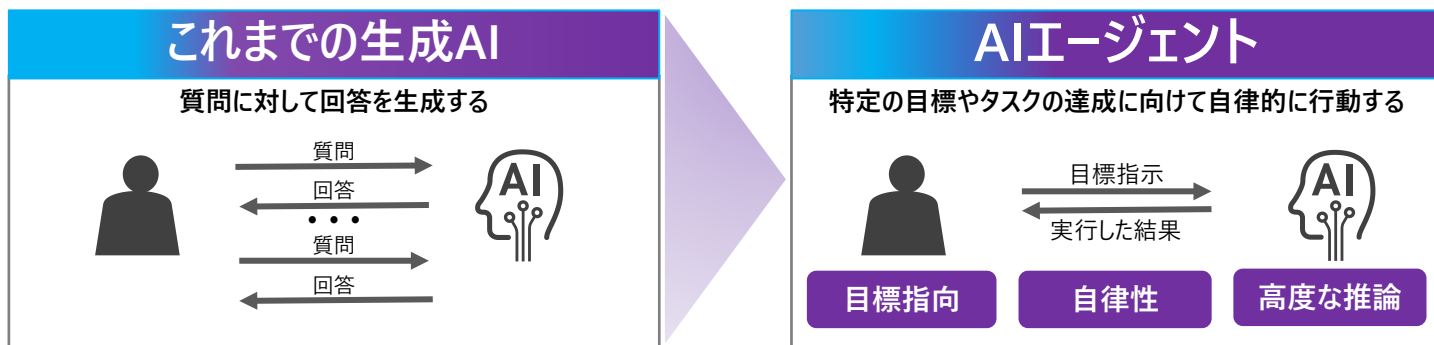 これまでの生成AI
質問に対して回答を生成する
質問
AI
回答
・・・
質問
回答
AIエージェント
特定の目標やタスクの達成に向けて自律的に行動する
目標指示
AI
実行した結果
目標指向
自律性
高度な推論